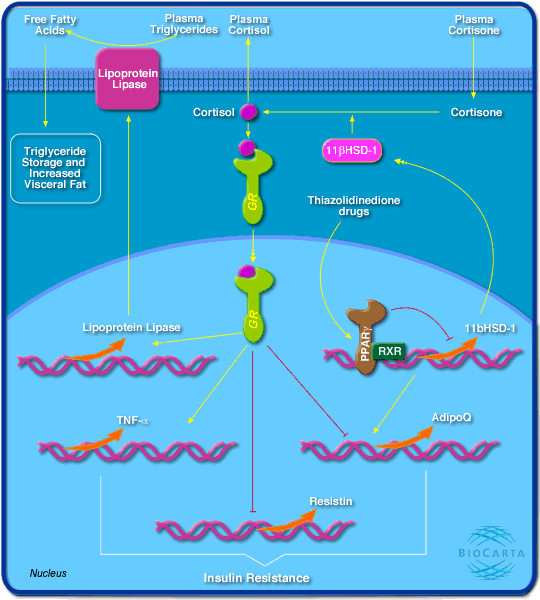 Free Fatty
Acids
Plasma
Triglycerides
Plasma
Cortisol
Plasma
Cortisone
Lipoprotein
Lipase
Cortisol
Cortisone
11βHSD-1
Triglyceride
Storage and
Increased
Visceral Fat
GR
Thiazolidinedione
drugs
GR
Lipoprotein Lipase
PPARγ
RXR
11bHSD-1
TNF-α
AdipoQ
Resistin
BIOCARTA
Nucleus
Insulin Resistance